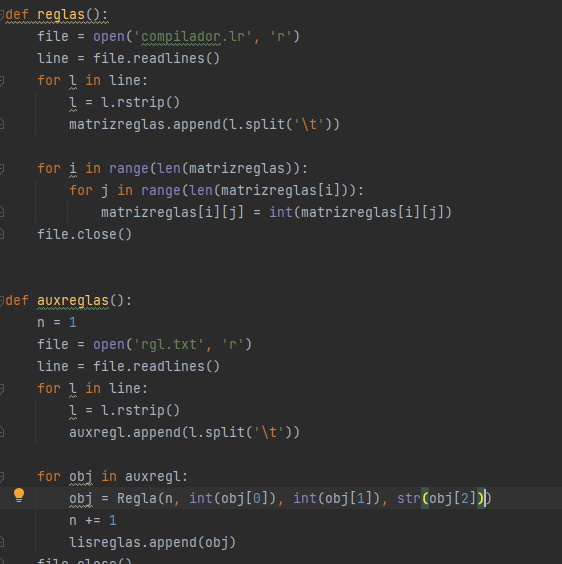 def reglas():
    file = open('compilador.lr', 'r')
    line = file.readlines()
    for l in line:
        l = l.rstrip()
        matrizreglas.append(l.split('\t'))

    for i in range(len(matrizreglas)):
        for j in range(len(matrizreglas[i])):
            matrizreglas[i][j] = int(matrizreglas[i][j])
    file.close()


def auxreglas():
    n = 1
    file = open('rgl.txt', 'r')
    line = file.readlines()
    for l in line:
        l = l.rstrip()
        auxregl.append(l.split('\t'))

    for obj in auxregl:
        obj = Regla(n, int(obj[0]), int(obj[1]), str(obj[2]))
        n += 1
        lisreglas.append(obj)
    file.close()